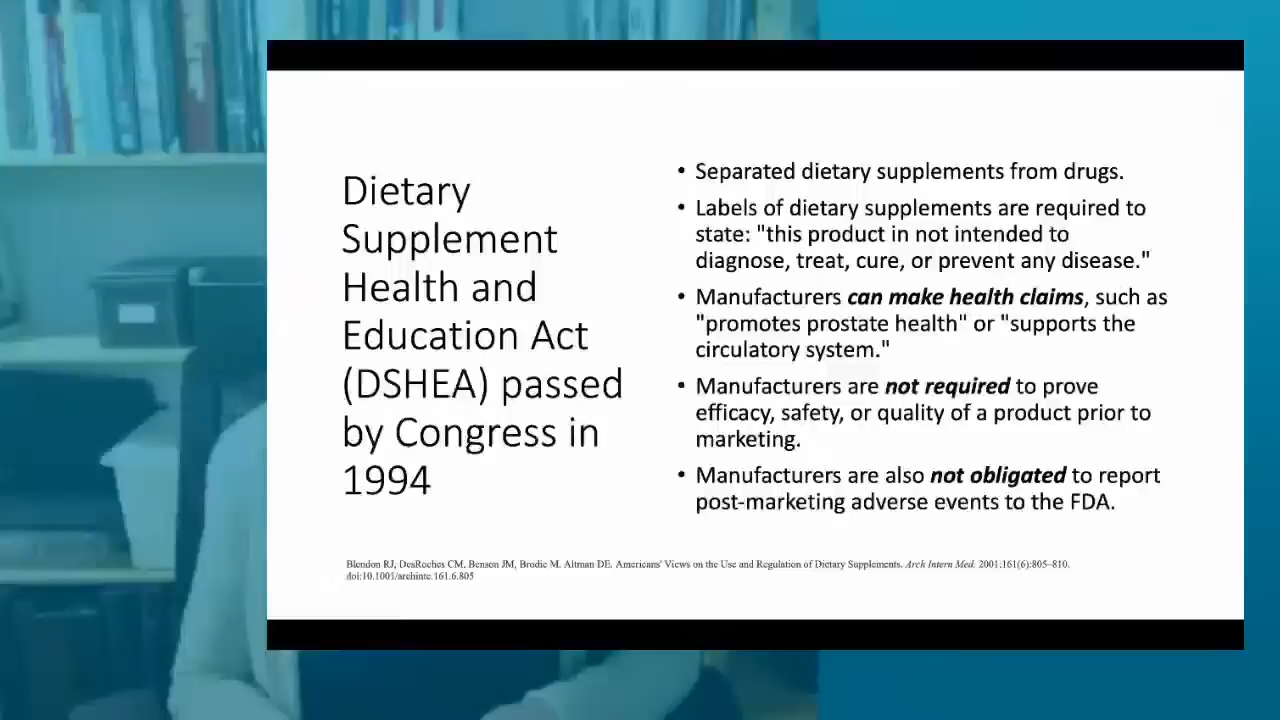 Dietary
Supplement
Health and
Education Act
(DSHEA) passed
by Congress in
1994
• Separated dietary supplements from drugs.
• Labels of dietary supplements are required to
state: "this product in not intended to
diagnose, treat, cure, or prevent any disease."
• Manufacturers can make health claims, such as
"promotes prostate health" or "supports the
circulatory system."
• Manufacturers are not required to prove
efficacy, safety, or quality of a product prior to
marketing.
• Manufacturers are also not obligated to report
post-marketing adverse events to the FDA.
Blendon RJ, DesRoches CM, Benson JM, Brodie M, Altman DE. Americans' Views on the Use and Regulation of Dietary Supplements. Arch Intern Med. 2001;161(6):805–810.
doi:10.1001/archinte.161.6.805